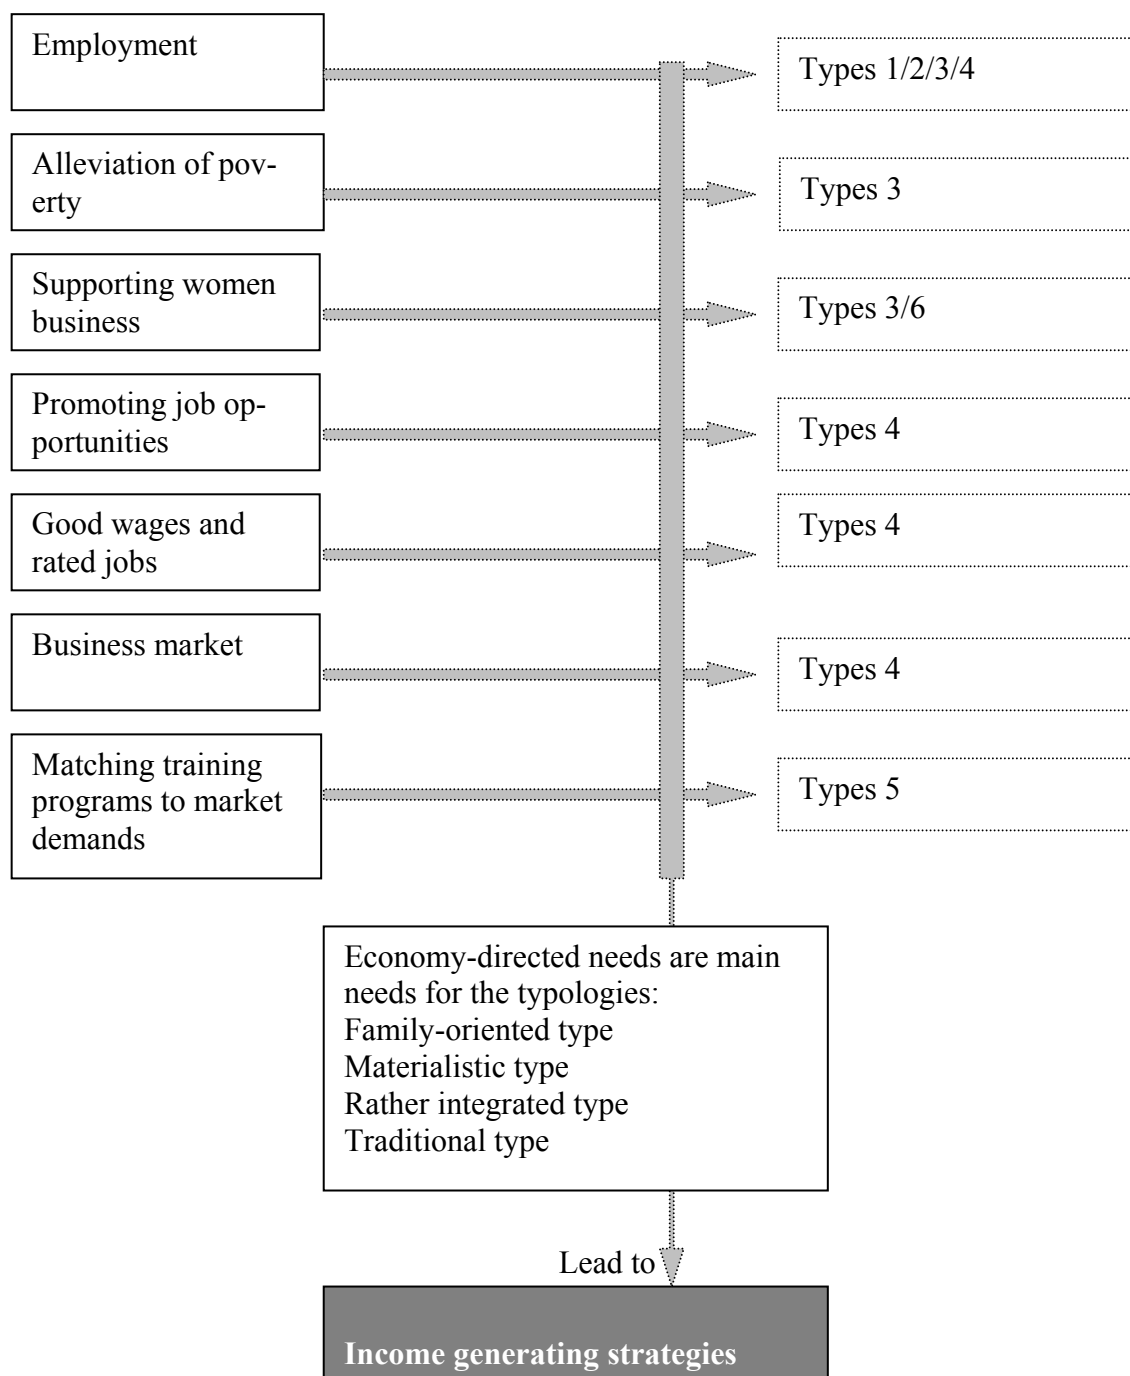 Employment
Types 1/2/3/4
Alleviation of pov-
erty
Types 3
Supporting women
business
Types 3/6
Promoting job op-
portunities
Types 4
Good wages and
rated jobs
Types 4
Business market
Types 4
Matching training
programs to market
demands
Types 5
Economy-directed needs are main
needs for the typologies:
Family-oriented type
Materialistic type
Rather integrated type
Traditional type
Lead to
Income generating strategies